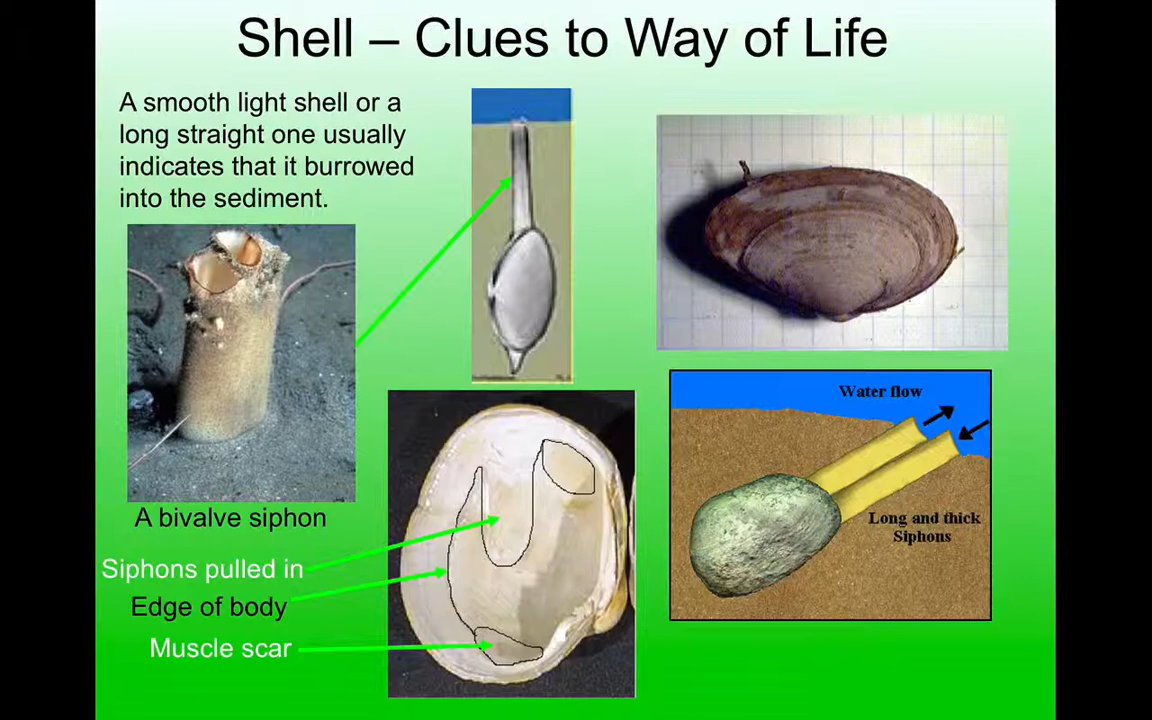 Shell – Clues to Way of Life
A smooth light shell or a
long straight one usually
indicates that it burrowed
into the sediment.
A bivalve siphon
Siphons pulled in
Edge of body
Muscle scar
Water flow
Long and thick
Siphons